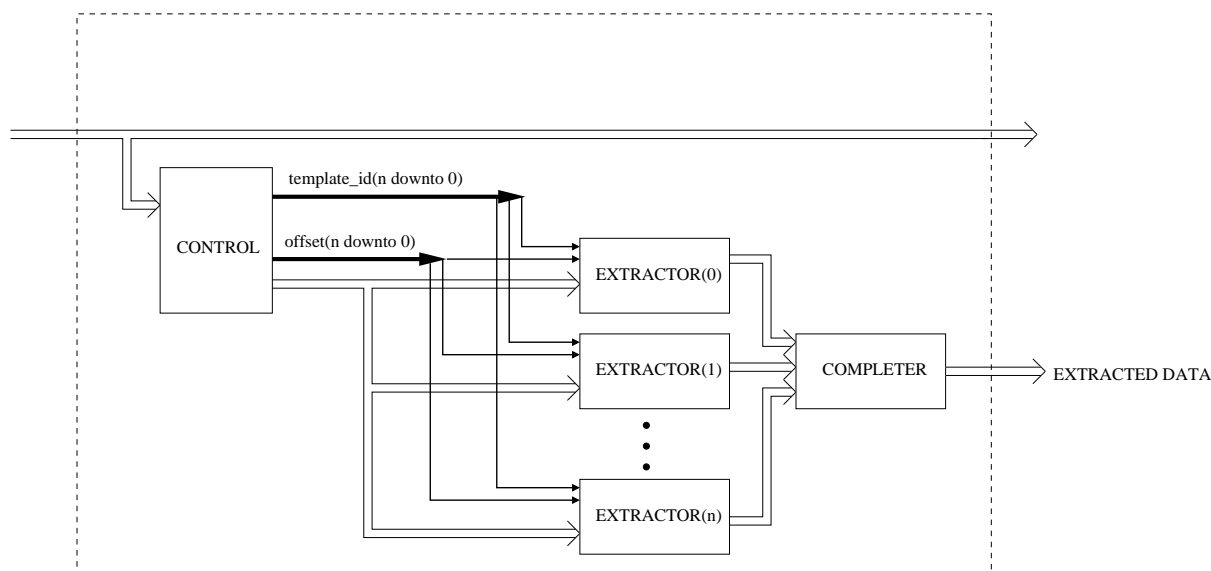 template_id(n downto 0)
CONTROL
offset(n downto 0)
EXTRACTOR(0)
EXTRACTOR(1)
COMPLETER
EXTRACTED DATA
EXTRACTOR(n)